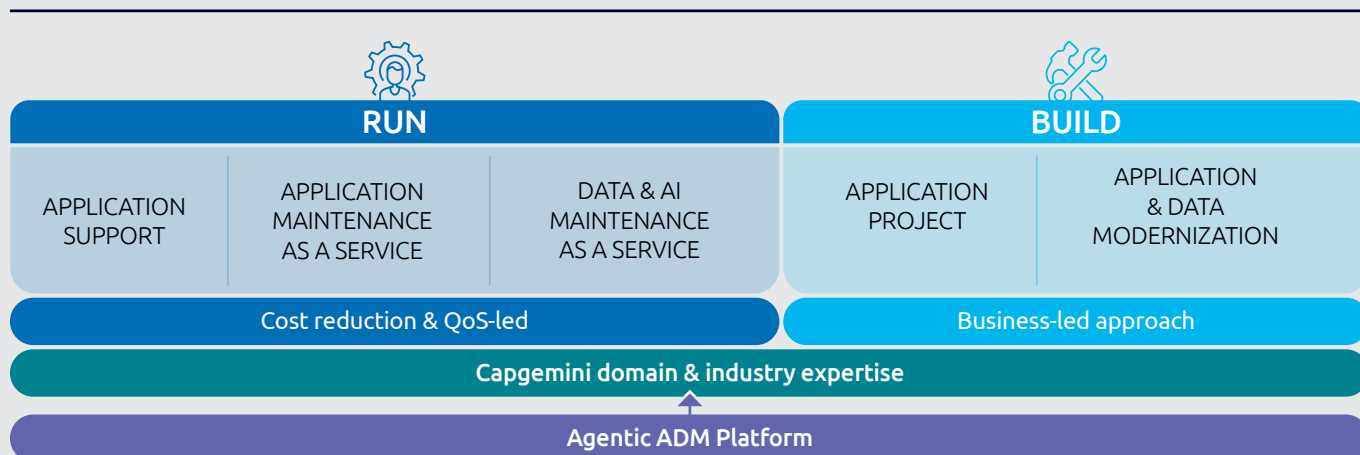 RUN
BUILD
APPLICATION
SUPPORT
APPLICATION
MAINTENANCE
AS A SERVICE
DATA & AI
MAINTENANCE
AS A SERVICE
APPLICATION
PROJECT
APPLICATION
& DATA
MODERNIZATION
Cost reduction & QoS-led
Business-led approach
Capgemini domain & industry expertise
Agentic ADM Platform